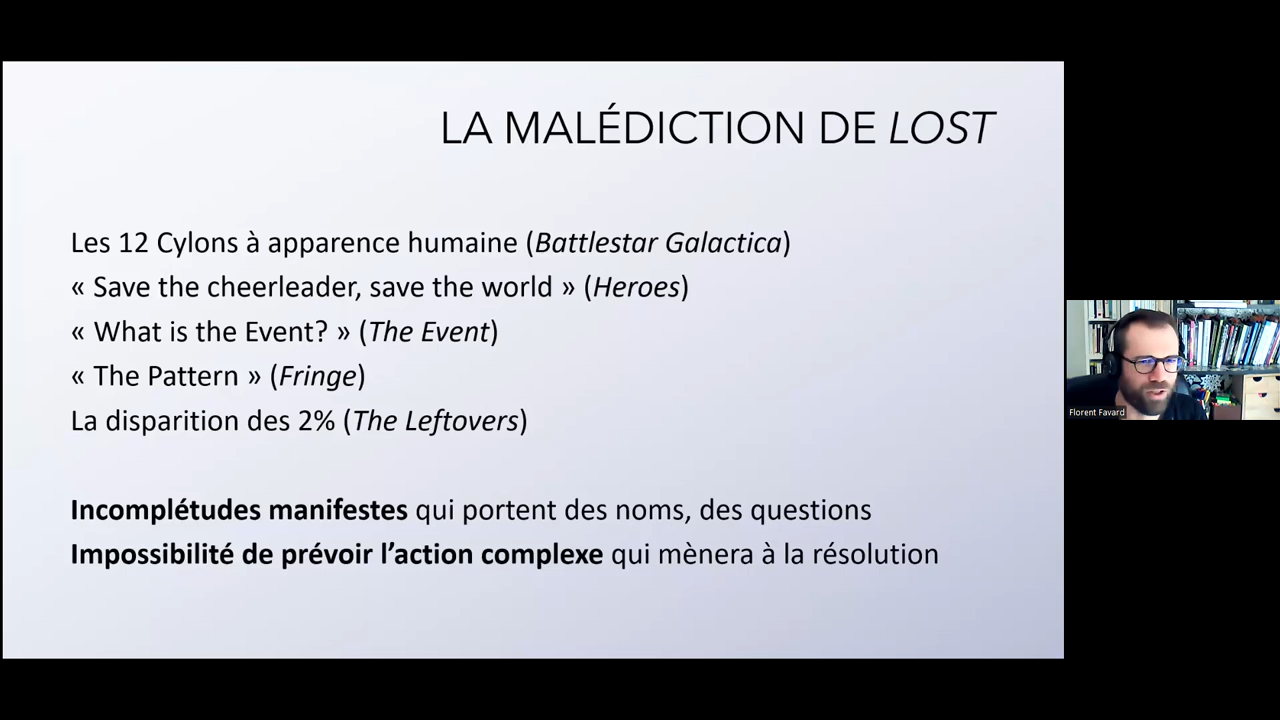 LA MALÉDICTION DE LOST
Les 12 Cylons à apparence humaine (Battlestar Galactica)
« Save the cheerleader, save the world » (Heroes)
« What is the Event? » (The Event)
« The Pattern » (Fringe)
La disparition des 2% (The Leftovers)
Incomplétudes manifestes qui portent des noms, des questions
Impossibilité de prévoir l’action complexe qui mènera à la résolution
Florent Favard